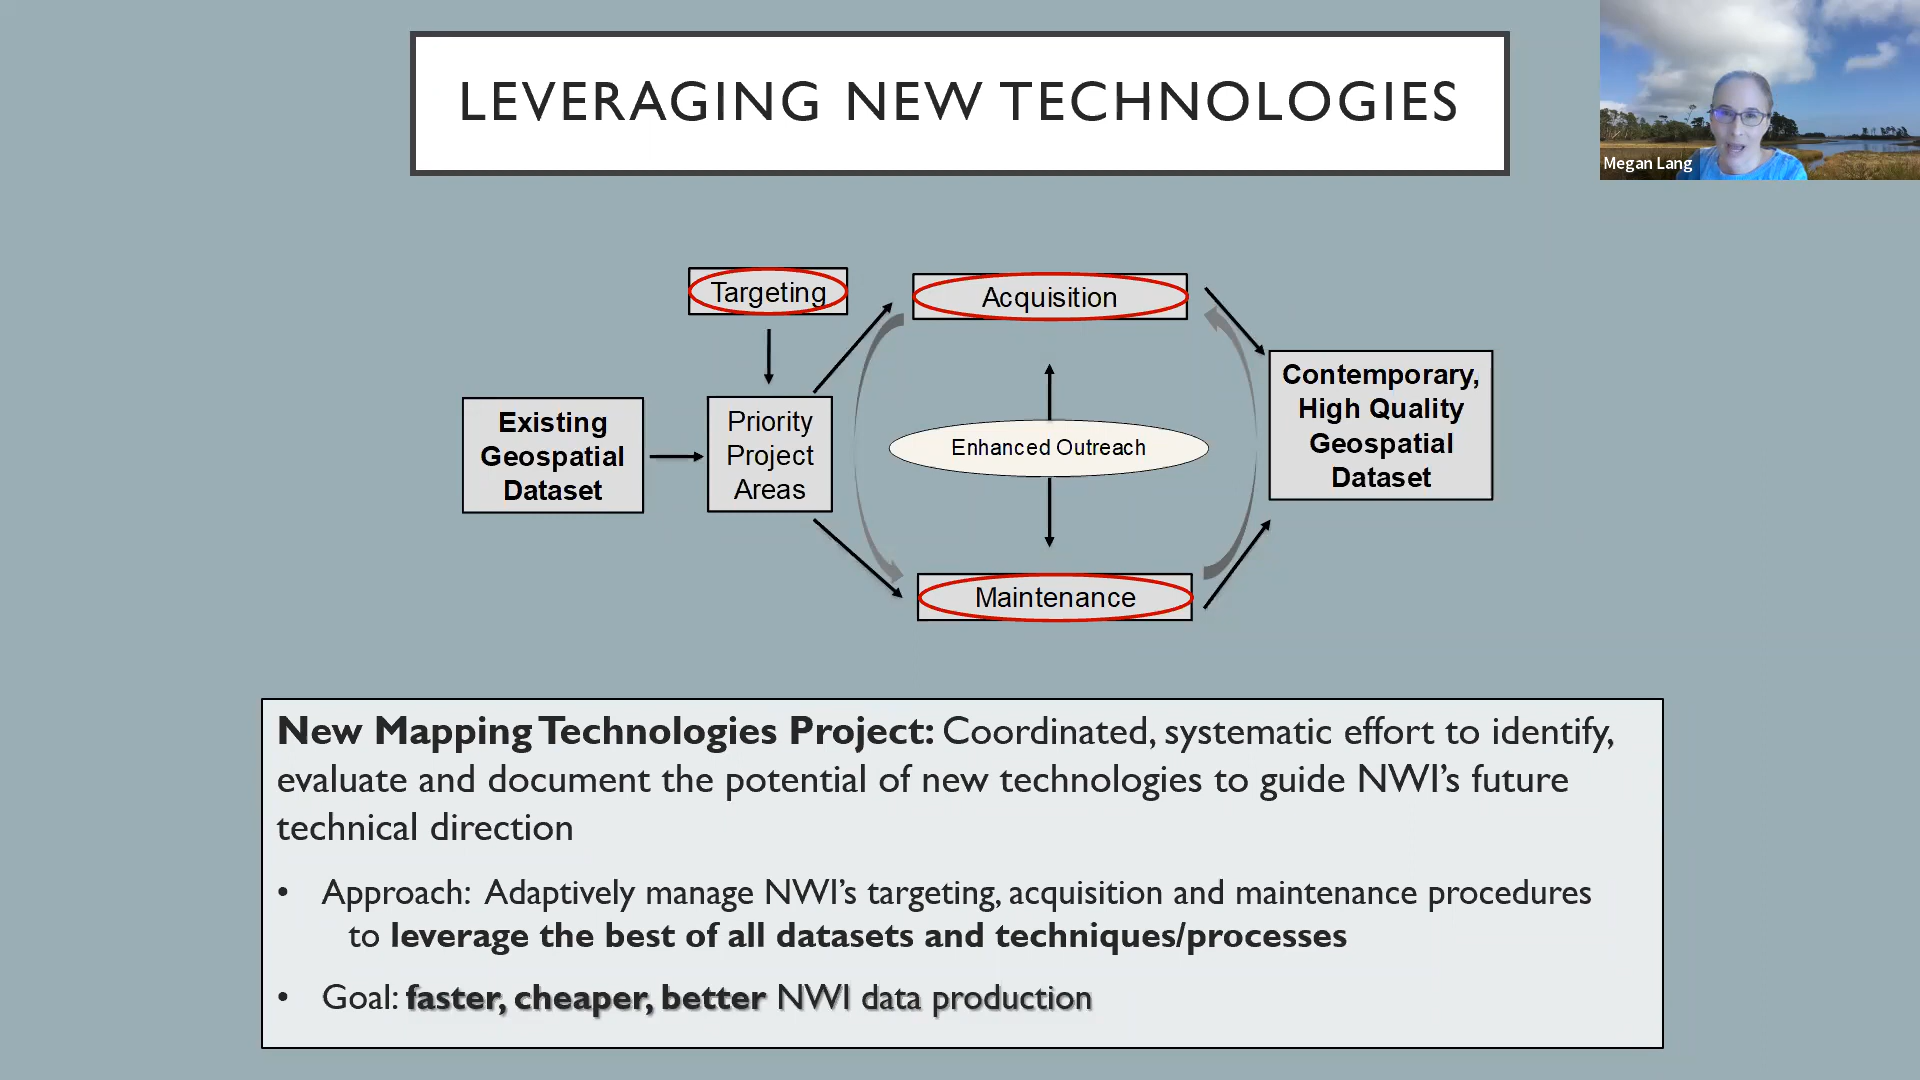 LEVERAGING NEW TECHNOLOGIES
Megan Lang
Targeting
Acquisition
Existing
Geospatial
Dataset
Priority
Project
Areas
Enhanced Outreach
Contemporary,
High Quality
Geospatial
Dataset
Maintenance
New Mapping Technologies Project: Coordinated, systematic effort to identify,
evaluate and document the potential of new technologies to guide NWI’s future
technical direction
• Approach: Adaptively manage NWI’s targeting, acquisition and maintenance procedures
to leverage the best of all datasets and techniques/processes
• Goal: faster, cheaper, better NWI data production